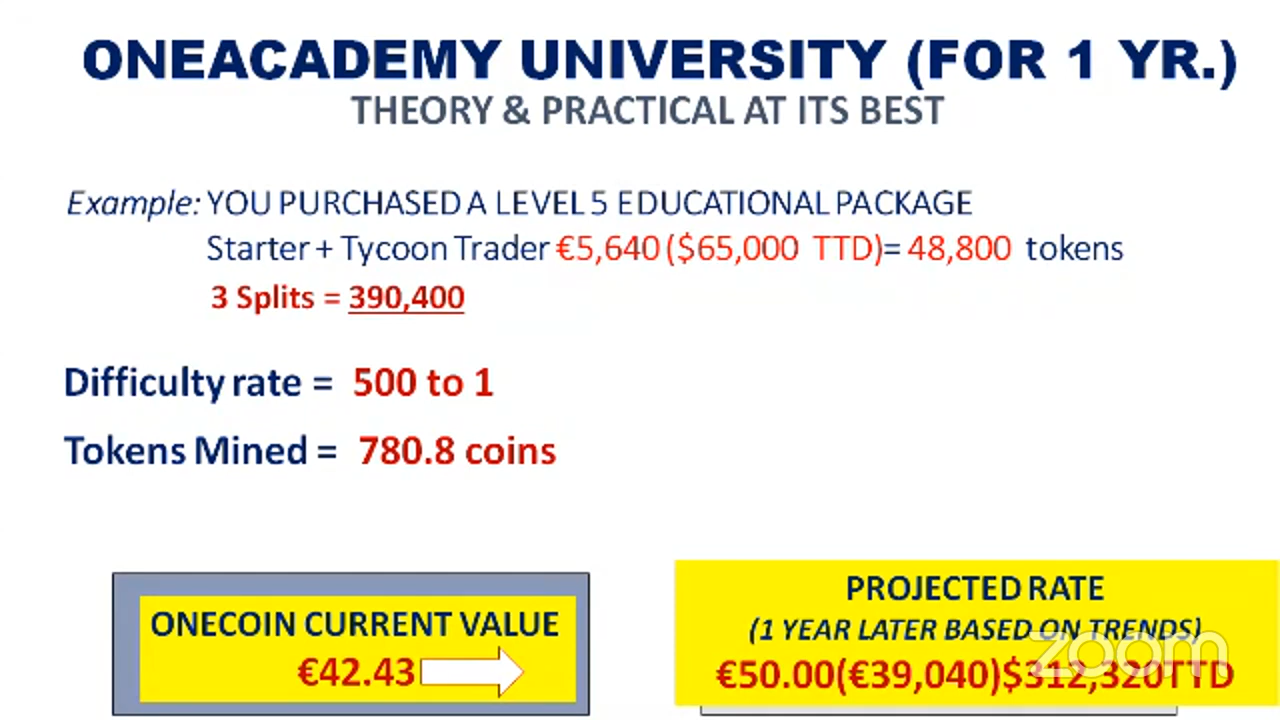 ONEACADEMY UNIVERSITY (FOR 1 YR.)
THEORY & PRACTICAL AT ITS BEST
Example: YOU PURCHASED A LEVEL 5 EDUCATIONAL PACKAGE
Starter + Tycoon Trader €5,640 ($65,000 TTD)= 48,800 tokens
3 Splits = 390,400
Difficulty rate = 500 to 1
Tokens Mined = 780.8 coins
ONECOIN CURRENT VALUE
€42.43
PROJECTED RATE
(1 YEAR LATER BASED ON TRENDS)
€50.00(€39,040)$312,320TTD
zoom